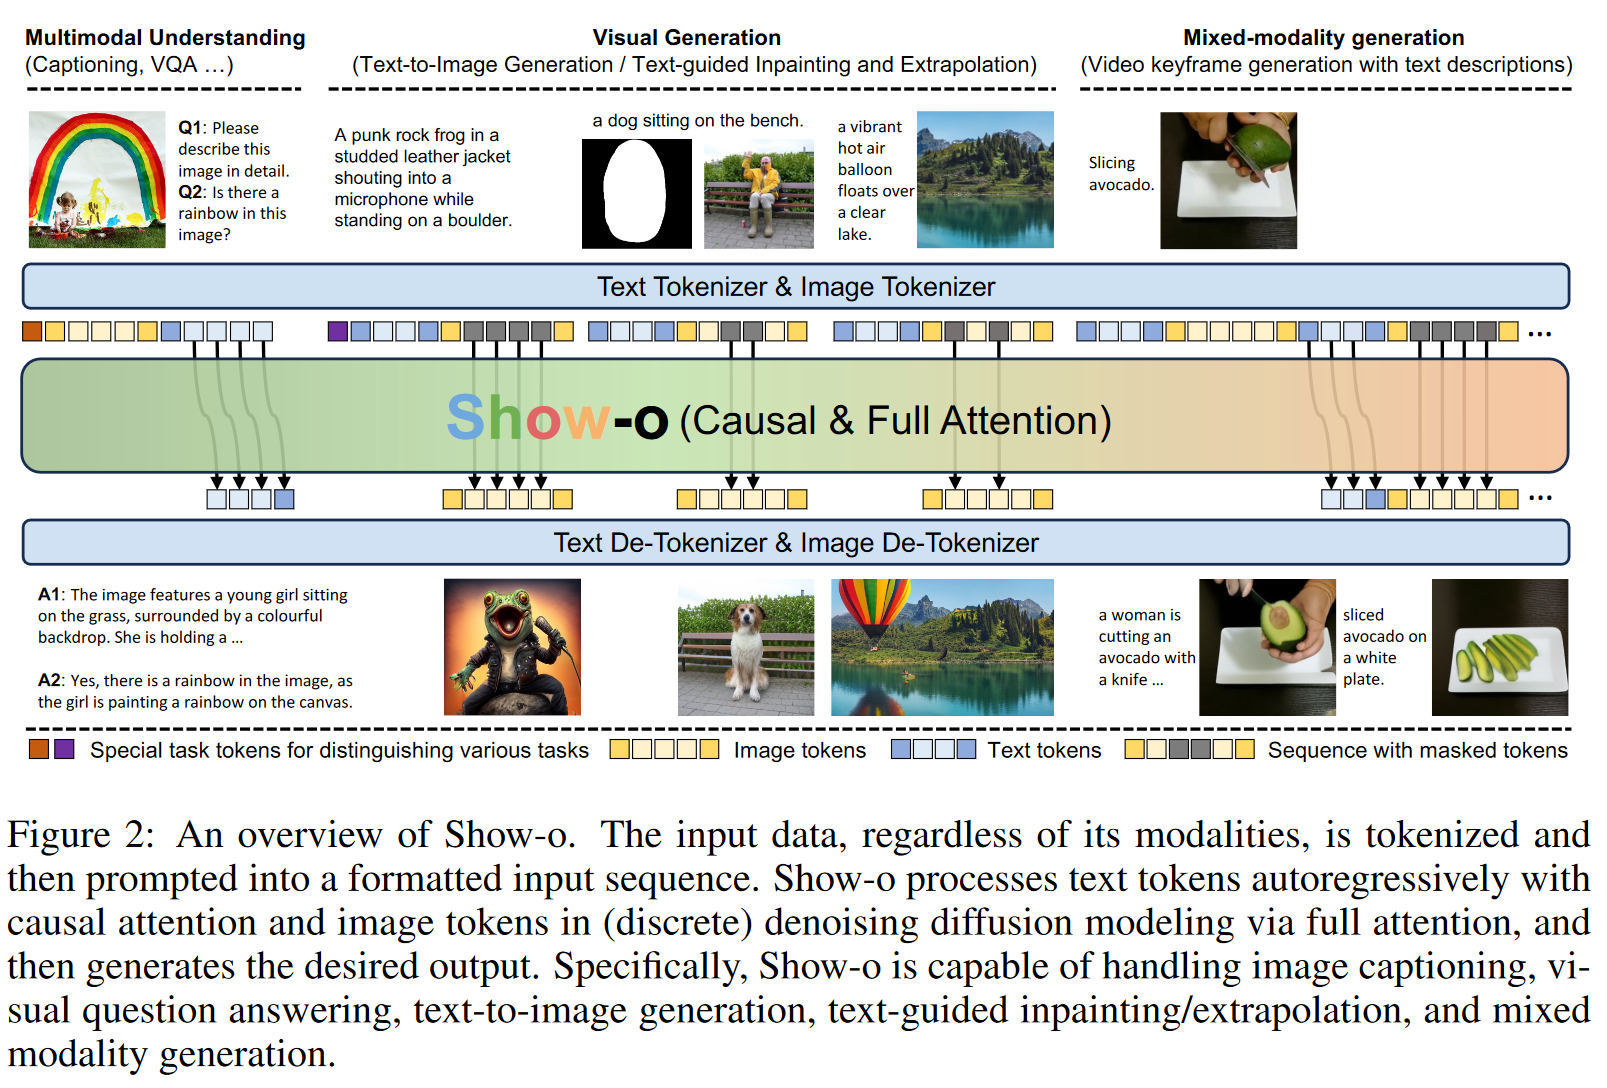 Multimodal Understanding
(Captioning, VQA …)
Visual Generation
(Text-to-Image Generation / Text-guided Inpainting and Extrapolation)
Mixed-modality generation
(Video keyframe generation with text descriptions)
Q1: Please
describe this
image in detail.
Q2: Is there a
rainbow in this
image?
A punk rock frog in a
studded leather jacket
shouting into a
microphone while
standing on a boulder.
a dog sitting on the bench.
a vibrant
hot air
balloon
floats over
a clear
lake.
Slicing
avocado.
Text Tokenizer & Image Tokenizer
...
Show-o (Causal & Full Attention)
...
Text De-Tokenizer & Image De-Tokenizer
A1: The image features a young girl sitting
on the grass, surrounded by a colourful
backdrop. She is holding a ...
A2: Yes, there is a rainbow in the image, as
the girl is painting a rainbow on the canvas.
a woman is
cutting an
avocado with
a knife ...
sliced
avocado on
a white
plate.
Special task tokens for distinguishing various tasks
Image tokens
Text tokens
Sequence with masked tokens
Figure 2: An overview of Show-o. The input data, regardless of its modalities, is tokenized and
then prompted into a formatted input sequence. Show-o processes text tokens autoregressively with
causal attention and image tokens in (discrete) denoising diffusion modeling via full attention, and
then generates the desired output. Specifically, Show-o is capable of handling image captioning, vi-
sual question answering, text-to-image generation, text-guided inpainting/extrapolation, and mixed
modality generation.